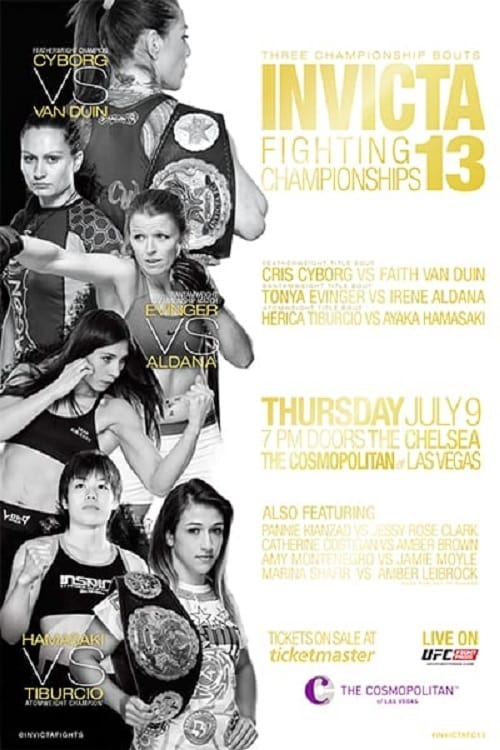 FEATHERWEIGHT CHAMPION
CYBORG
VS
VAN DUIN
BANTAMWEIGHT
CHAMPIONSHIP MATCH
EVINGER
VS
ALDANA
HAMASAKI
VS
TIBURCIO
ATOMWEIGHT CHAMPION
THREE CHAMPIONSHIP BOUTS
INVICTA
FIGHTING
CHAMPIONSHIPS 13
FEATHERWEIGHT TITLE BOUT
CRIS CYBORG VS FAITH VAN DUIN
BANTAMWEIGHT TITLE BOUT
TONYA EVINGER VS IRENE ALDANA
ATOMWEIGHT TITLE BOUT
HERICA TIBURCIO VS AYAKA HAMASAKI
THURSDAY JULY 9
7 PM DOORS THE CHELSEA
THE COSMOPOLITAN of LAS VEGAS
ALSO FEATURING
PANNIE KIANZAD VS JESSY ROSE CLARK
CATHERINE COSTIGAN VS AMBER BROWN
AMY MONTENEGRO VS JAMIE MOYLE
MARINA SHAFIR VS AMBER LEIBROCK
TICKETS ON SALE AT
ticketmaster
LIVE ON
UFC FIGHT PASS
C THE COSMOPOLITAN™
of LAS VEGAS
@INVICTAFIGHTS
#INVICTAFC13